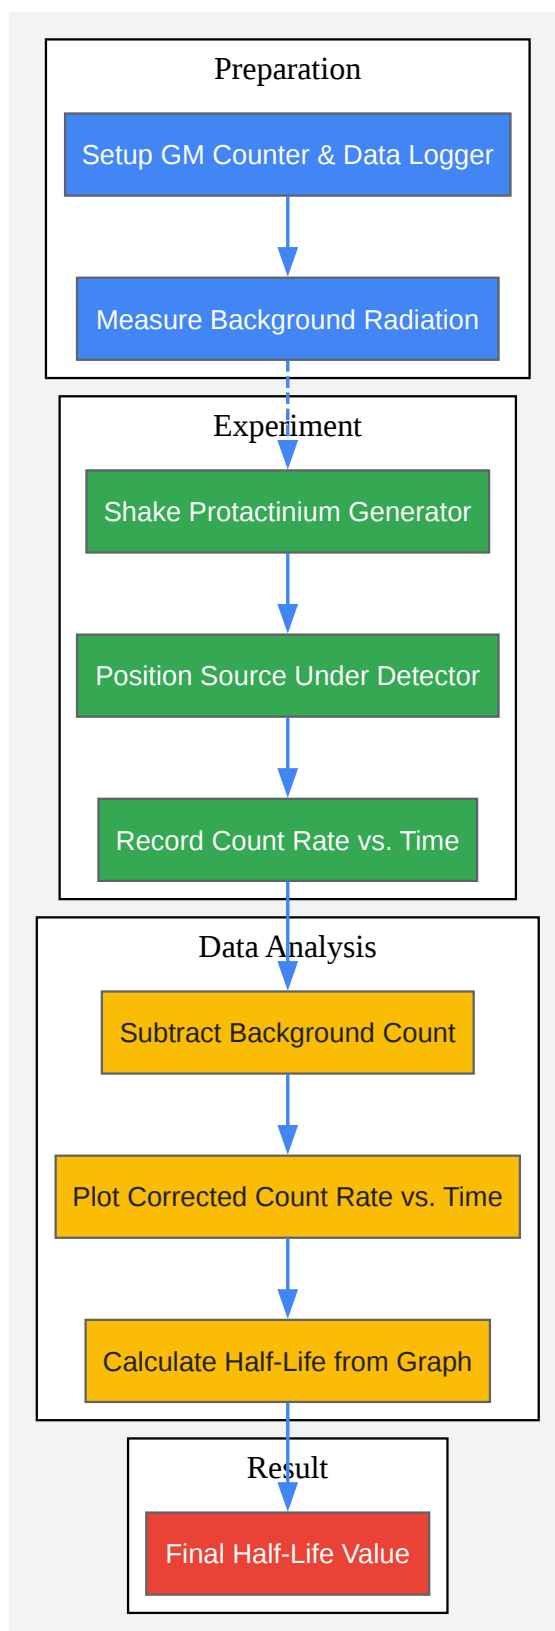 Preparation
Setup GM Counter & Data Logger
Measure Background Radiation
Experiment
Shake Protactinium Generator
Position Source Under Detector
Record Count Rate vs. Time
Data Analysis
Subtract Background Count
Plot Corrected Count Rate vs. Time
Calculate Half-Life from Graph
Result
Final Half-Life Value